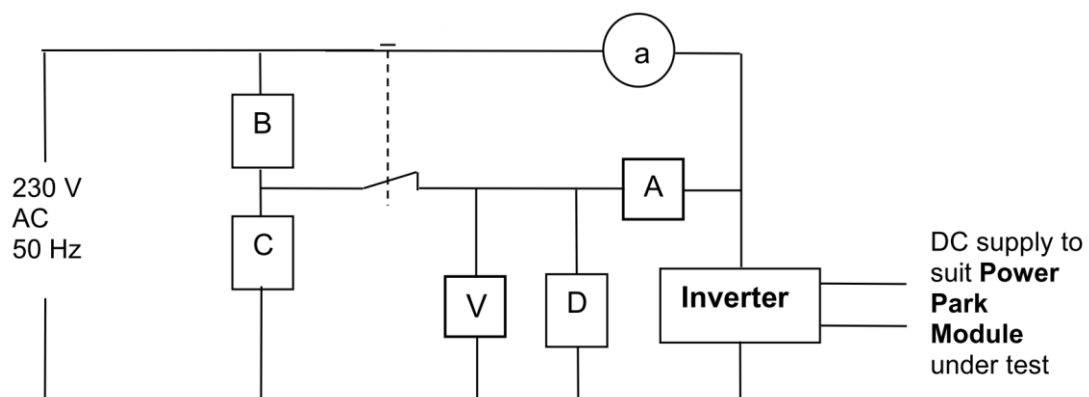 a
B
A
230 V
AC
50 Hz
C
V
D
Inverter
DC supply to
suit Power
Park
Module
under test